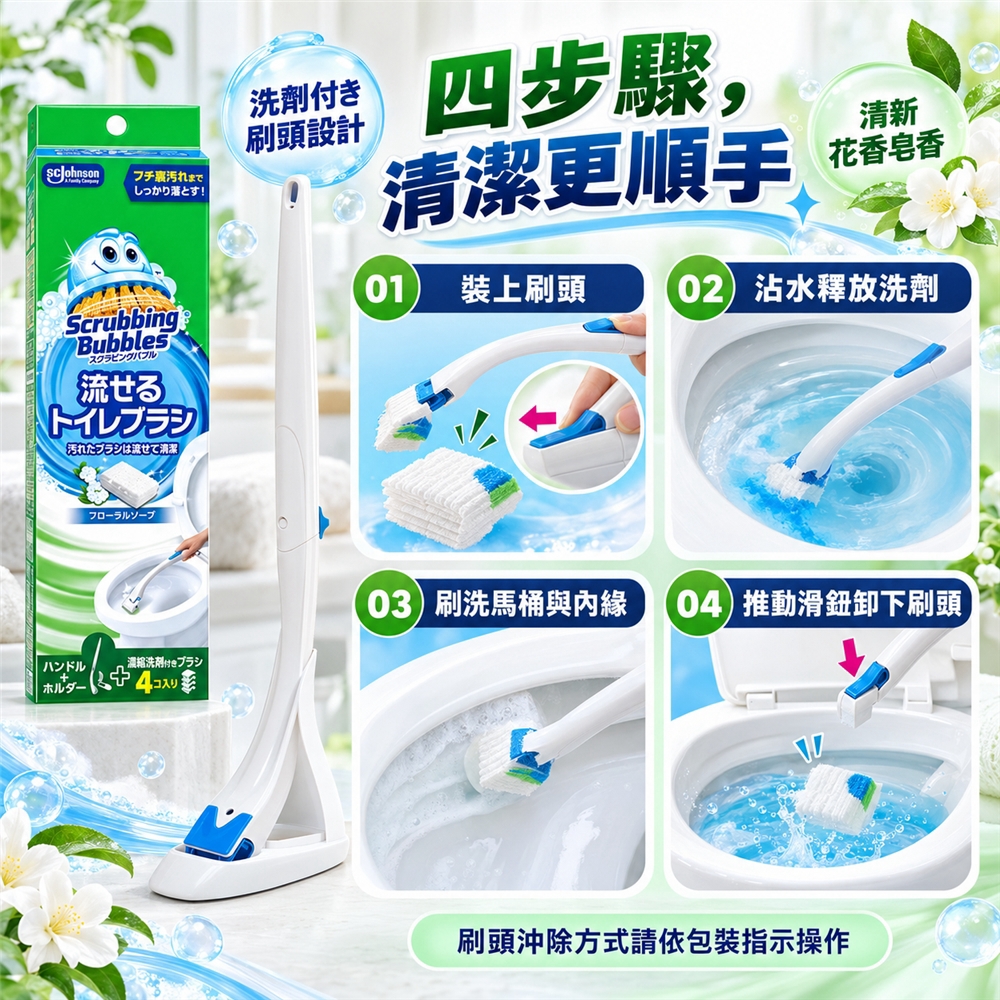 洗劑付き
刷頭設計
四步驟,
清潔更順手
清新
花香皂香
scjohnson
A Family Company
フチ裏汚れまで
しっかり落とす!
Scrubbing
Bubbles
スクラビングバブル
流せる
トイレブラシ
汚れたブラシは流せて清潔
フローラルソープ
ハンドル
+
ホルダー
+
濃縮洗剤付きブラシ
4コ入り
01 裝上刷頭
02 沾水釋放洗劑
03 刷洗馬桶與內緣
04 推動滑鈕卸下刷頭
刷頭沖除方式請依包裝指示操作